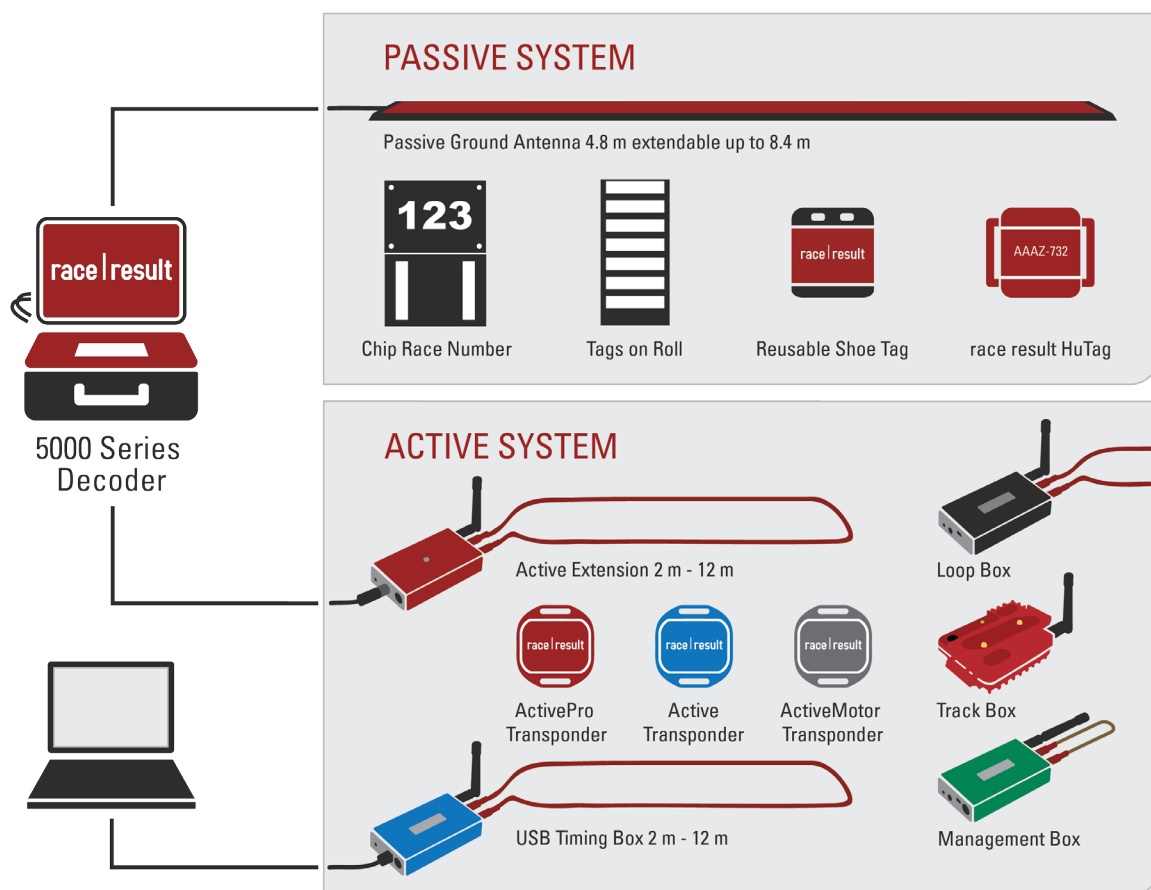 PASSIVE SYSTEM
Passive Ground Antenna 4.8 m extendable up to 8.4 m
123
race|result
AAAZ-732
Chip Race Number
Tags on Roll
Reusable Shoe Tag
race result HuTag
race|result
5000 Series
Decoder
ACTIVE SYSTEM
Active Extension 2 m - 12 m
Loop Box
race|result
race|result
race|result
ActivePro
Transponder
Active
Transponder
ActiveMotor
Transponder
Track Box
USB Timing Box 2 m - 12 m
Management Box